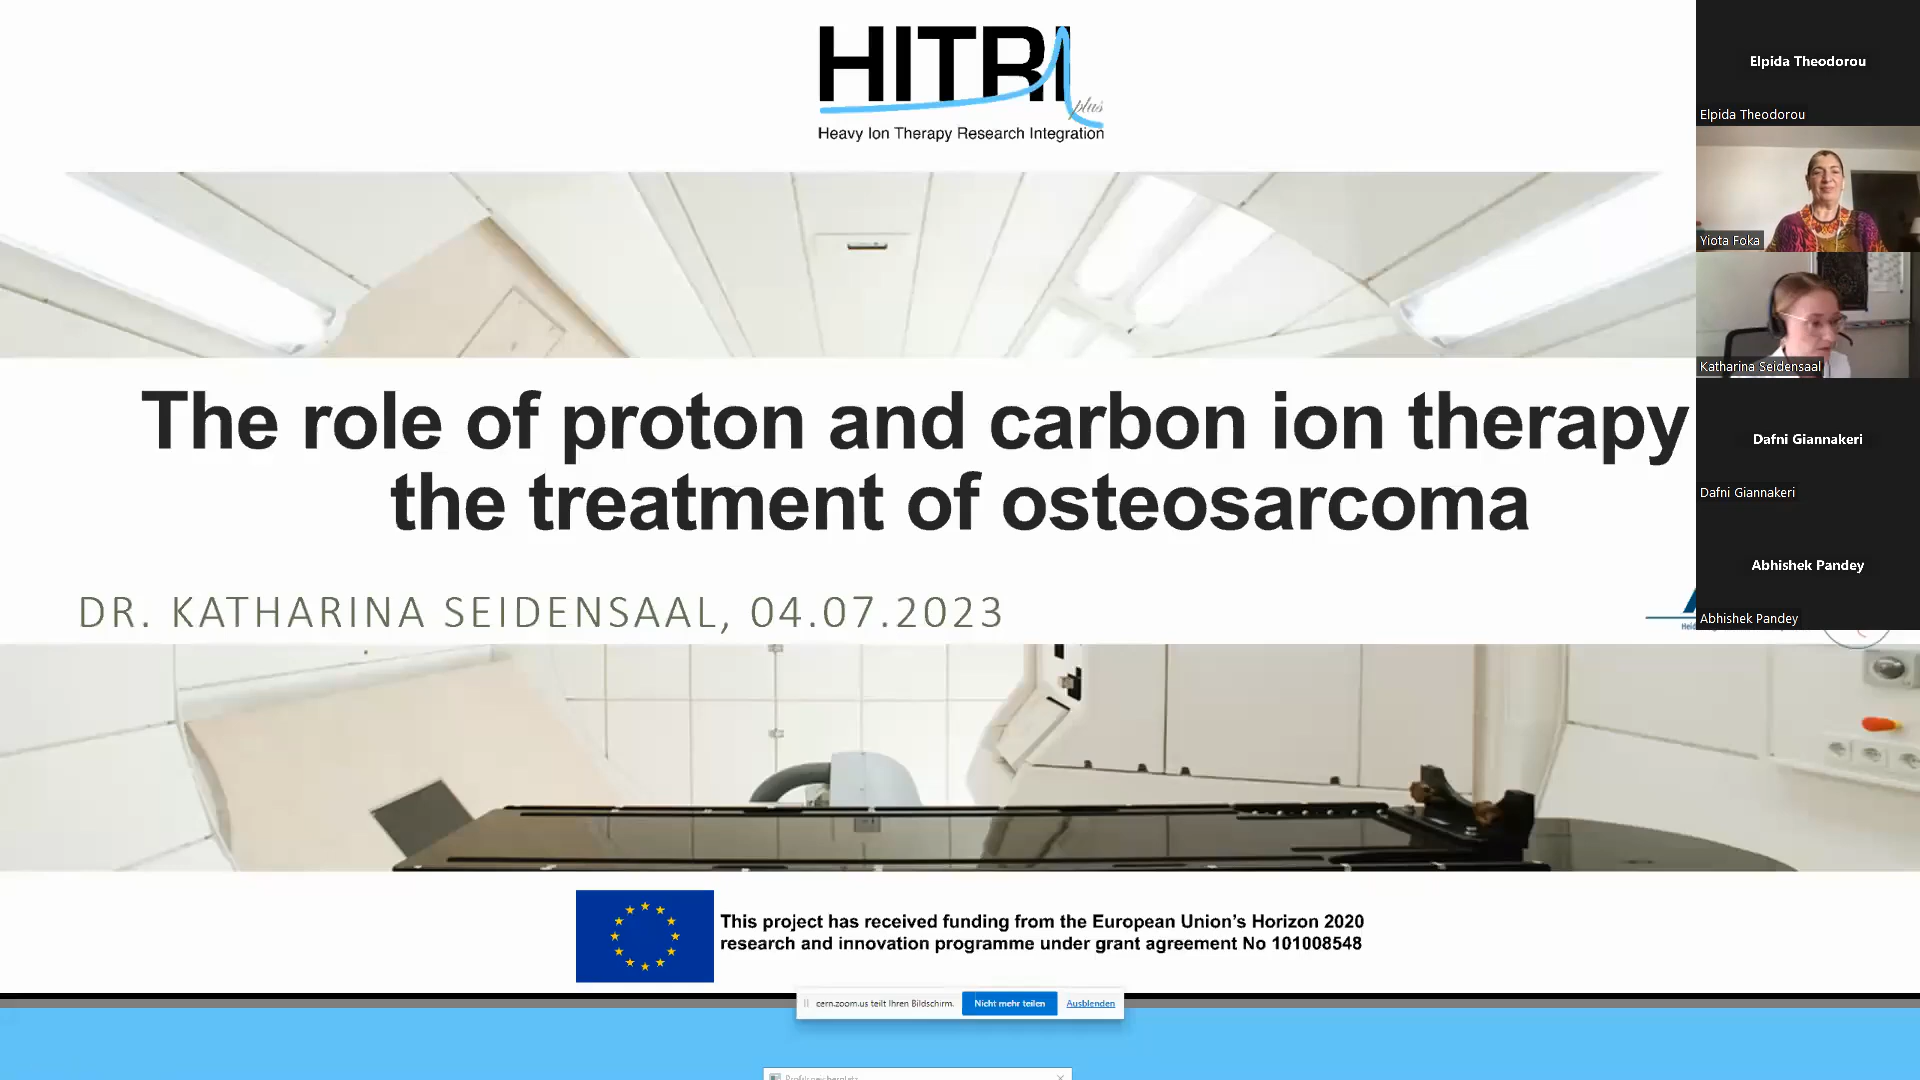 HITRI
plus
Heavy Ion Therapy Research Integration
The role of proton and carbon ion therapy
the treatment of osteosarcoma
DR. KATHARINA SEIDENSAAL, 04.07.2023
This project has received funding from the European Union's Horizon 2020
research and innovation programme under grant agreement No 101008548
cern.zoom.us teilt Ihren Bildschirm.
Nicht mehr teilen
Ausblenden
Elpida Theodorou
Elpida Theodorou
Yiota Foka
Katharina Seidensaal
Dafni Giannakeri
Dafni Giannakeri
Abhishek Pandey
Abhishek Pandey